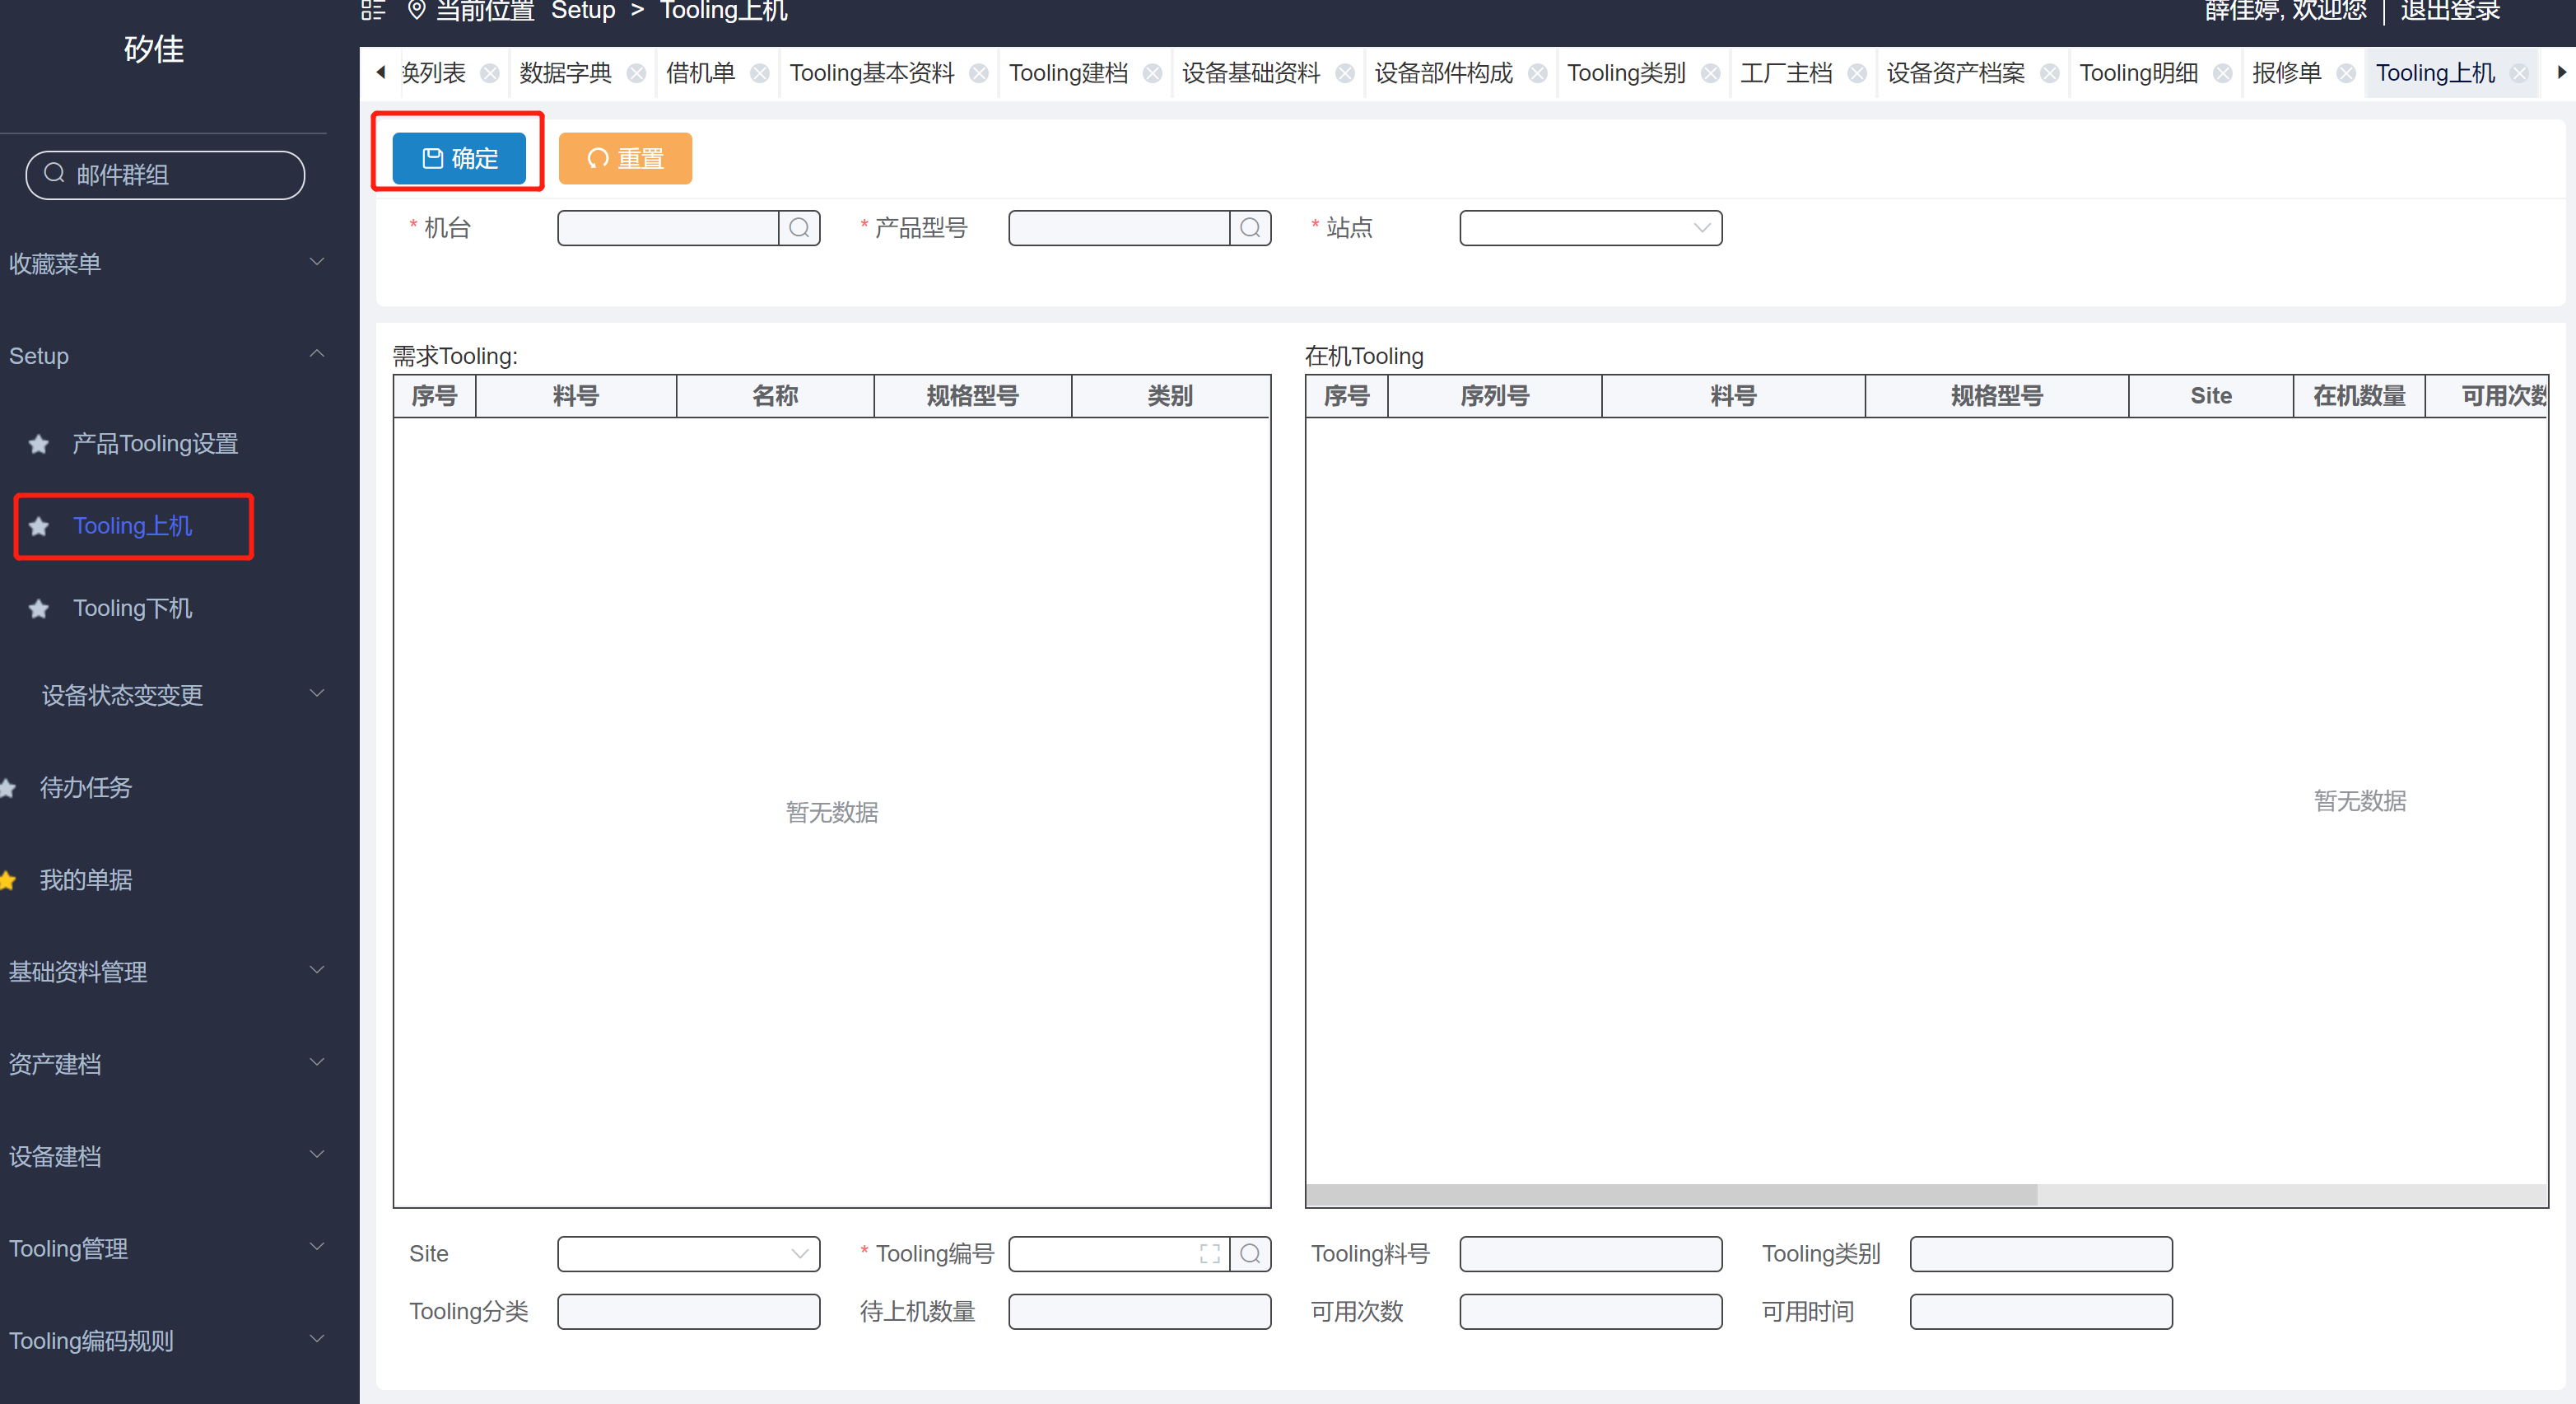 当前位置 Setup > Tooling上机
薛佳婷, 欢迎您 | 退出登录
矽佳
换列表 数据字典 借机单 Tooling基本资料 Tooling建档 设备基础资料 设备部件构成 Tooling类别 工厂主档 设备资产档案 Tooling明细 报修单 Tooling上机
邮件群组
收藏菜单
Setup
产品Tooling设置
Tooling上机
Tooling下机
设备状态变变更
待办任务
我的单据
基础资料管理
资产建档
设备建档
Tooling管理
Tooling编码规则
确定 重置
* 机台 * 产品型号 * 站点
需求Tooling:
序号 料号 名称 规格型号 类别
暂无数据
在机Tooling
序号 序列号 料号 规格型号 Site 在机数量 可用次数
暂无数据
Site * Tooling编号 Tooling料号 Tooling类别
Tooling分类 待上机数量 可用次数 可用时间